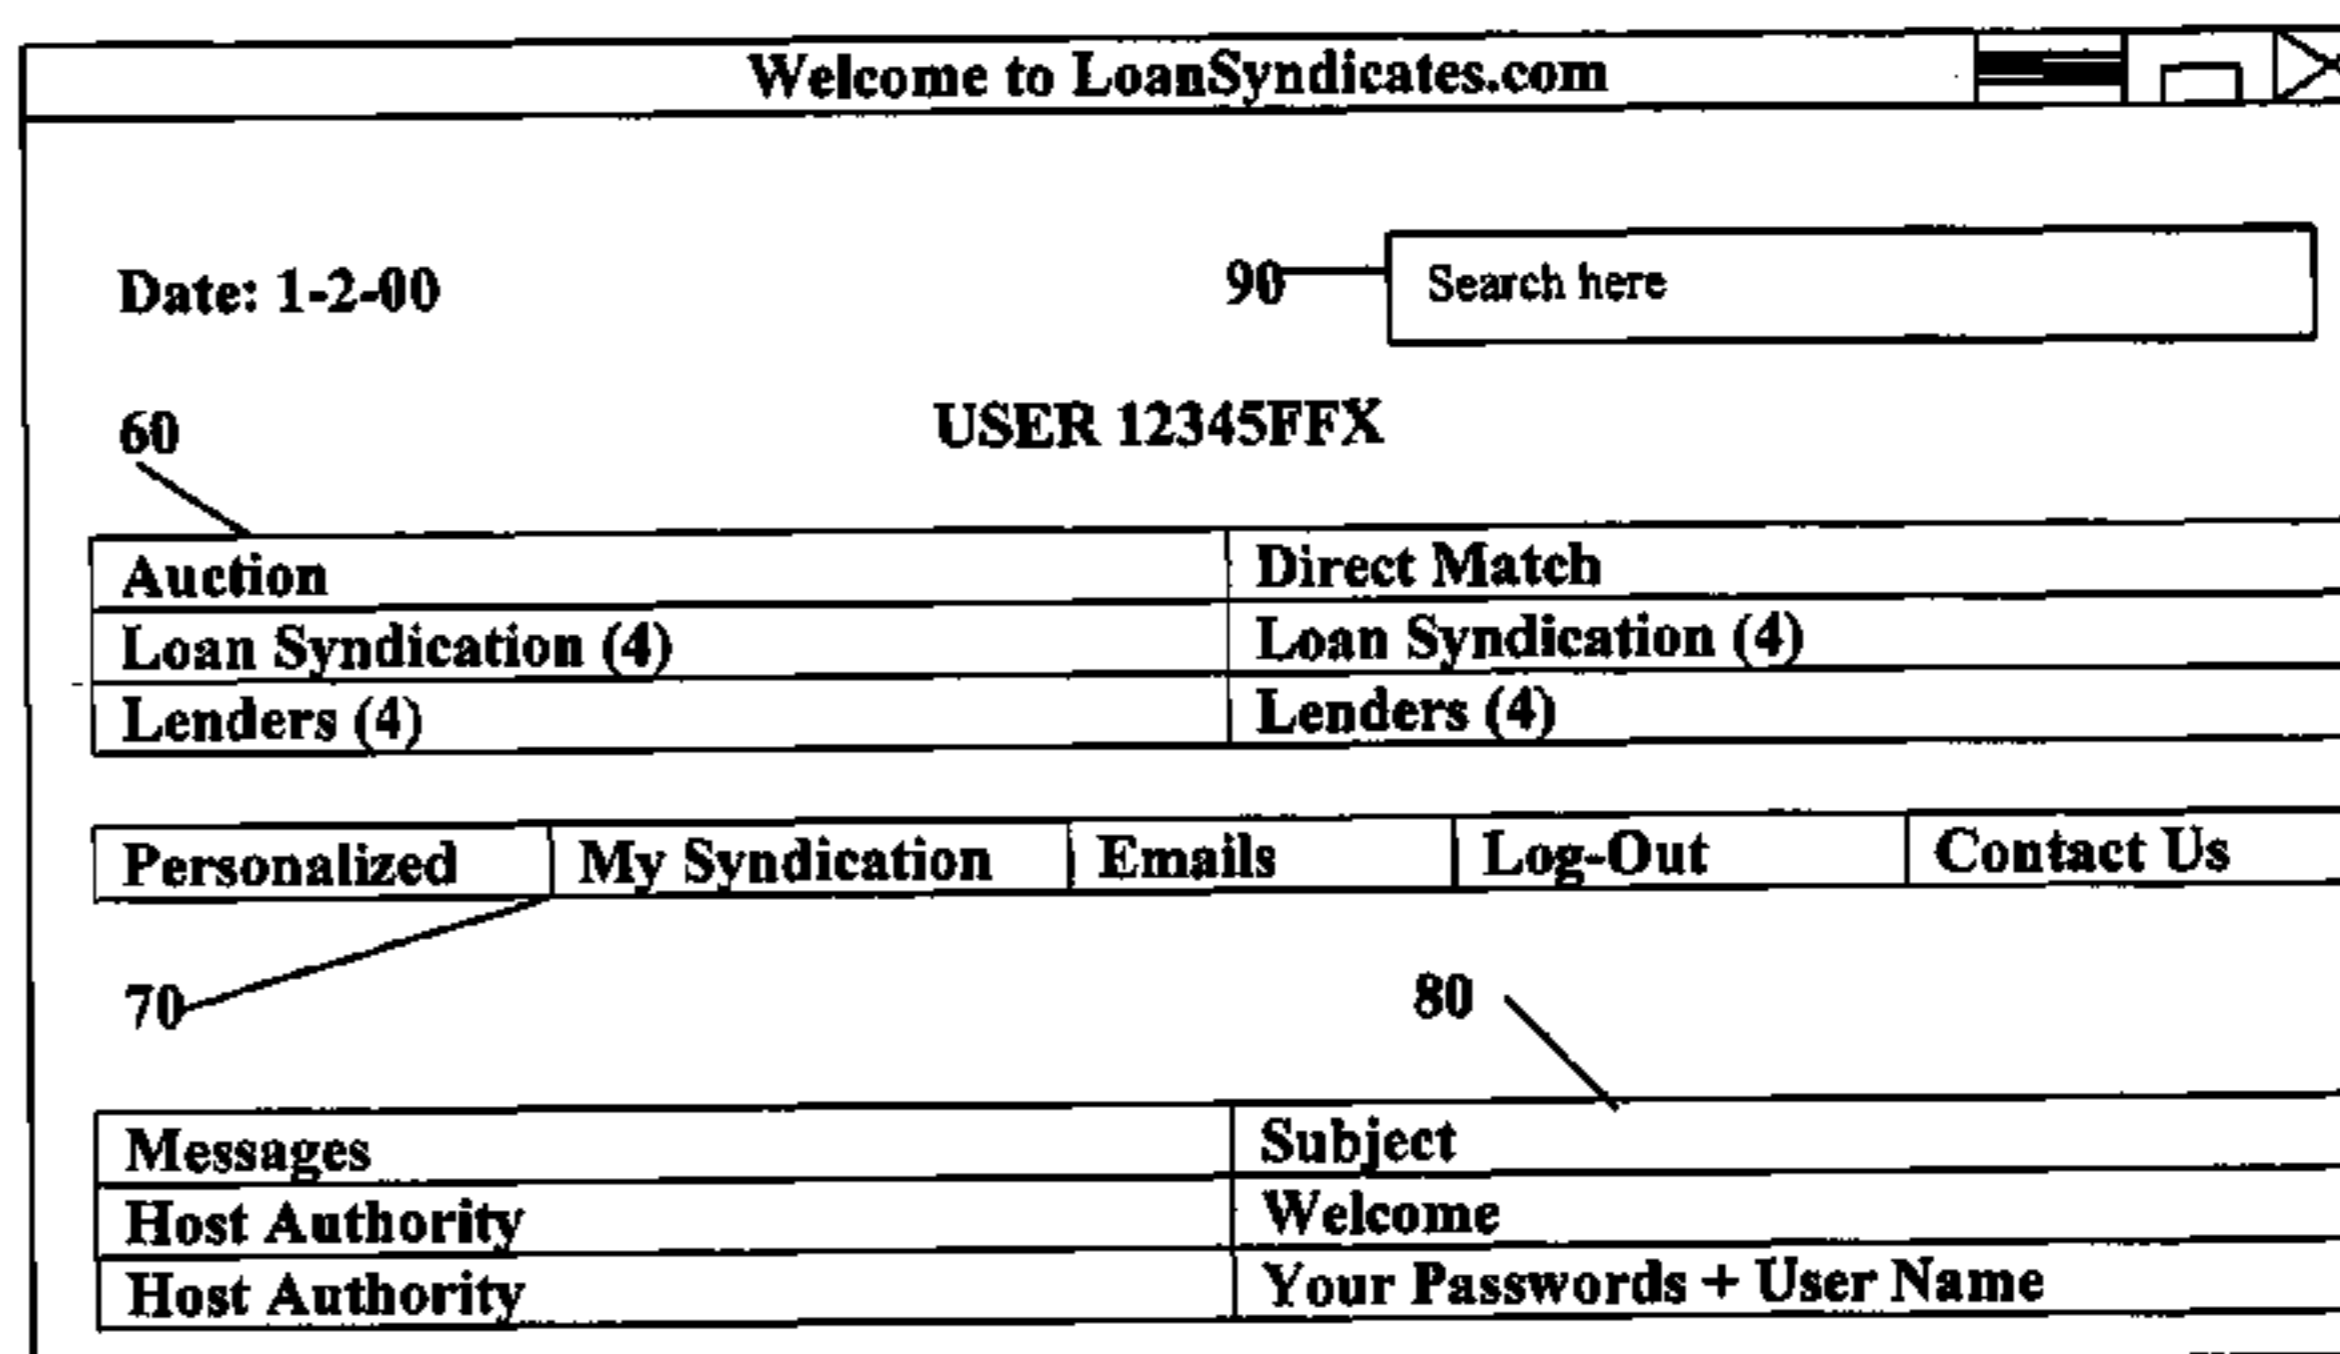 Welcome to LoanSyndicates.com
Date: 1-2-00
90
Search here
60
USER 12345FFX
Auction Direct Match
Loan Syndication (4) Loan Syndication (4)
Lenders (4) Lenders (4)
Personalized My Syndication Emails Log-Out Contact Us
70
80
Messages Subject
Host Authority Welcome
Host Authority Your Passwords + User Name